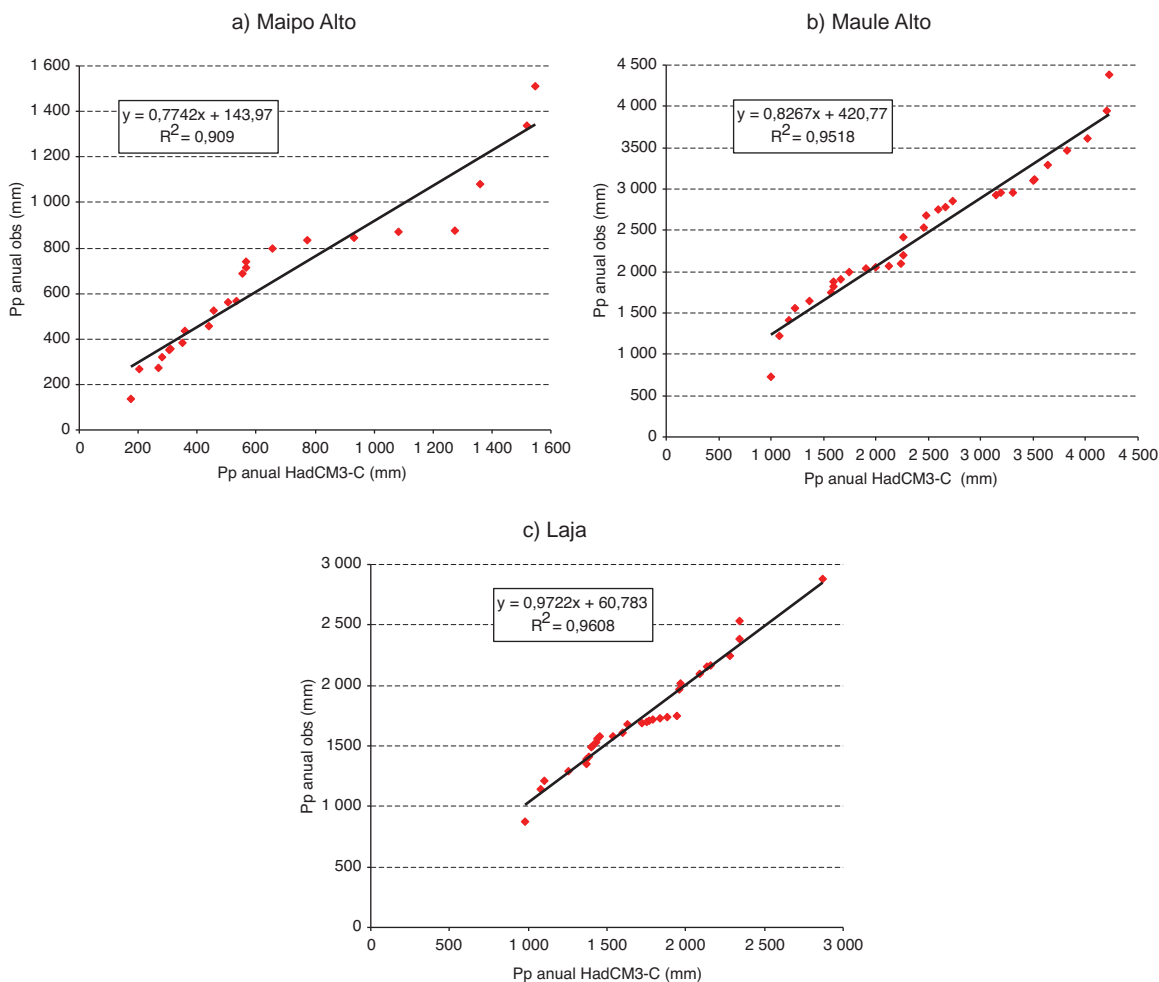 a) Maipo Alto
Pp anual obs (mm)
1 600
1 400
1 200
1 000
800
600
400
200
0
y = 0,7742x + 143,97
R2 = 0,909
0 200 400 600 800 1 000 1 200 1 400 1 600
Pp anual HadCM3-C (mm)
b) Maule Alto
Pp anual obs (mm)
4 500
4 000
3500
3 000
2 500
2 000
1 500
1 000
500
0
y = 0,8267x + 420,77
R2 = 0,9518
0 500 1 000 1 500 2 000 2 500 3 000 3 500 4 000 4 500
Pp anual HadCM3-C (mm)
c) Laja
Pp anual obs (mm)
3 000
2 500
2 000
1 500
1 000
500
0
y = 0,9722x + 60,783
R2 = 0,9608
0 500 1 000 1 500 2 000 2 500 3 000
Pp anual HadCM3-C (mm)